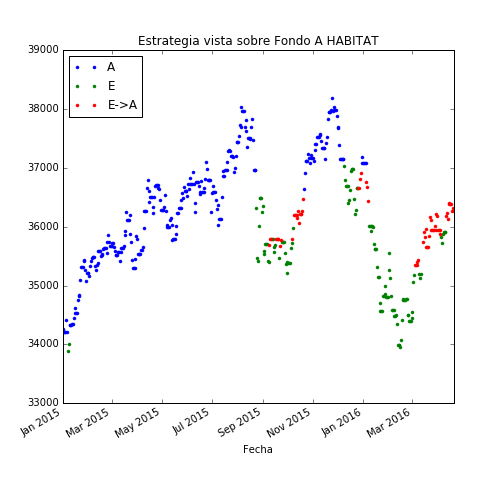 Estrategia vista sobre Fondo A HABITAT
39000
38000
37000
36000
35000
34000
33000
A
E
E->A
Jan 2015
Mar 2015
May 2015
Jul 2015
Sep 2015
Nov 2015
Jan 2016
Mar 2016
Fecha